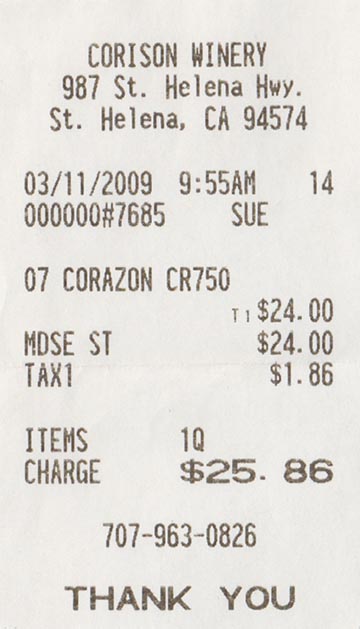 CORISON WINERY
987 St. Helena Hwy.
St. Helena, CA 94574
03/11/2009 9:55AM 14
000000#7685 SUE
07 CORAZON CR750
T1 $24.00
MDSE ST $24.00
TAX1 $1.86
ITEMS 1Q
CHARGE $25.86
707-963-0826
THANK YOU